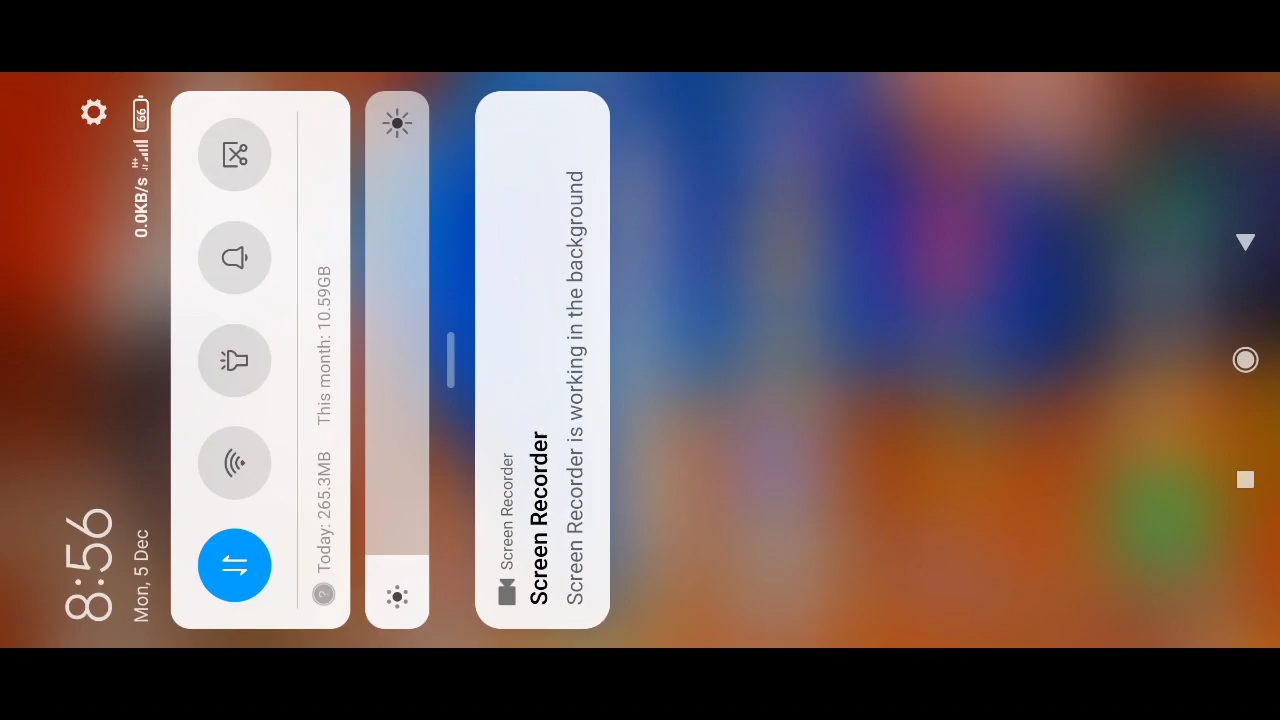 8:56
Mon, 5 Dec
0.0KB/s H+ 66
Today: 265.3MB This month: 10.59GB
Screen Recorder
Screen Recorder
Screen Recorder is working in the background